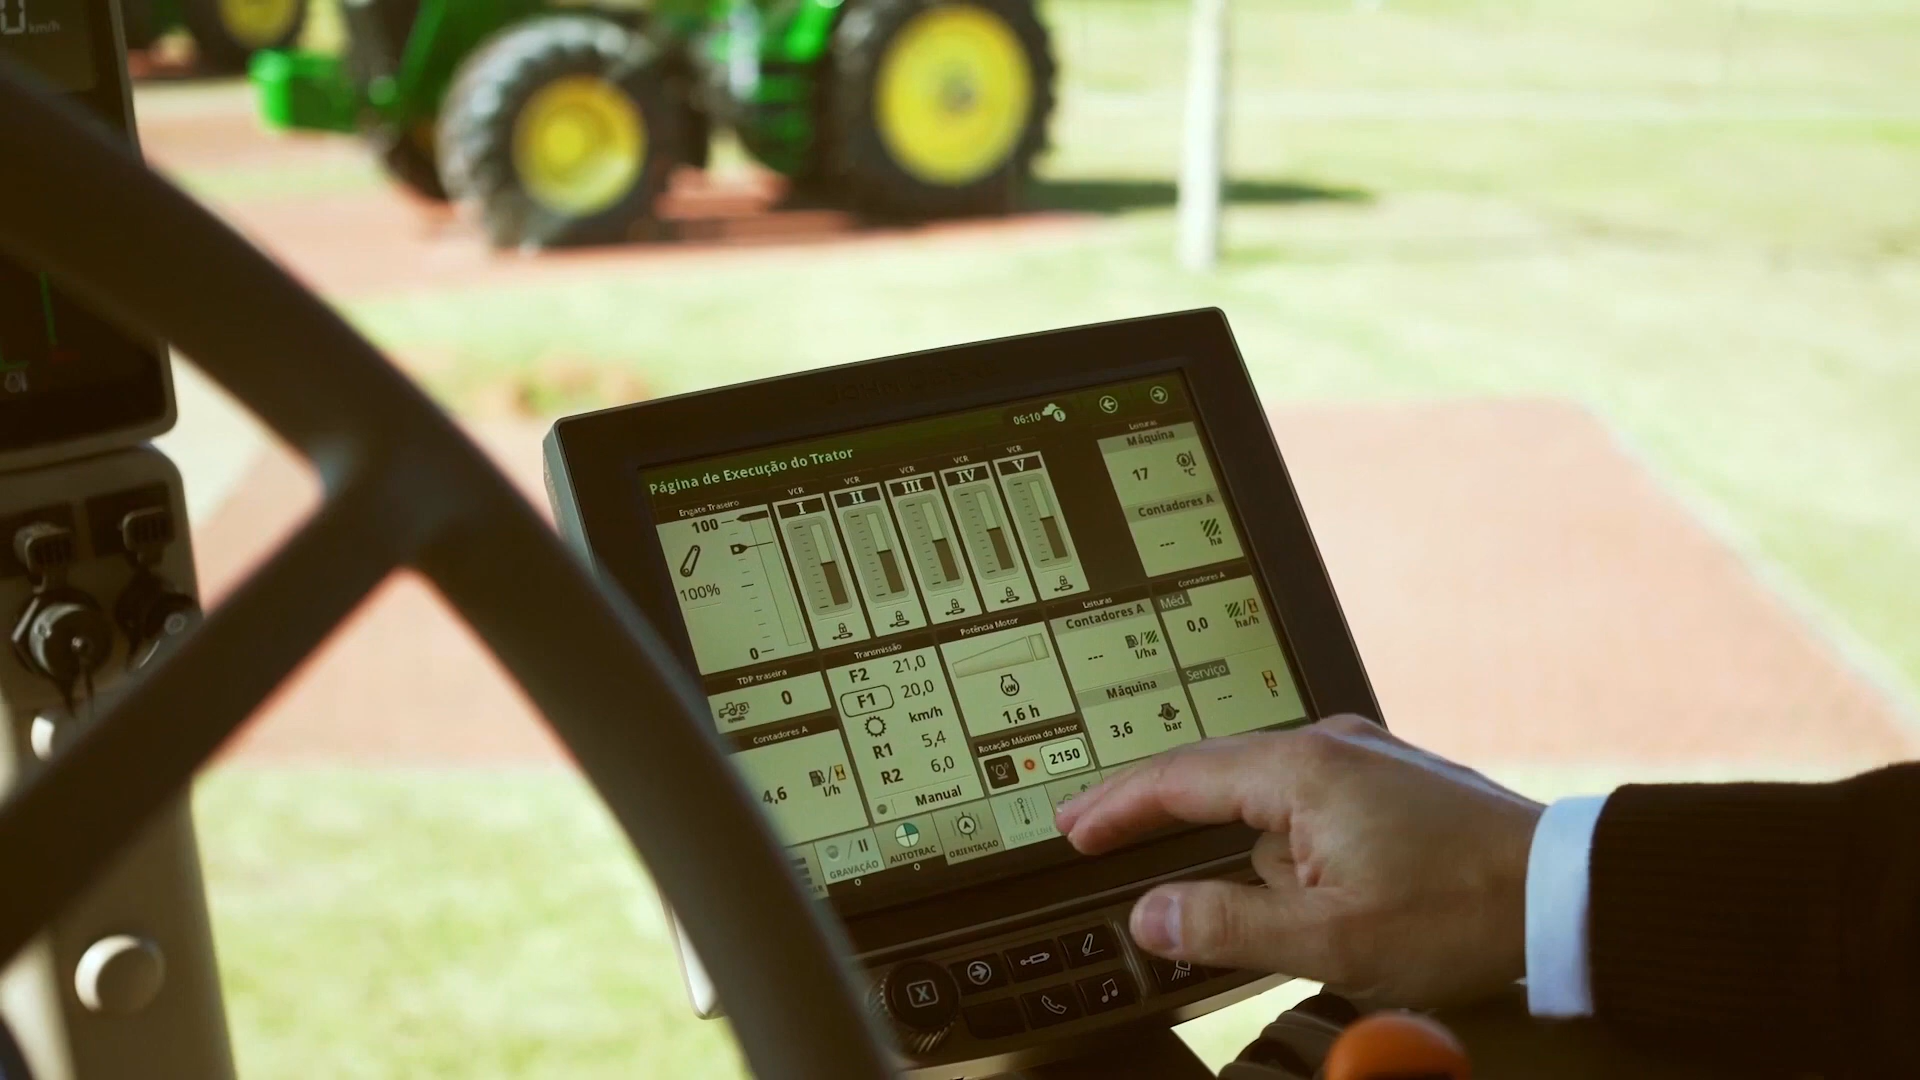 km/h
JOHN DEERE
06:10
Página de Execução do Trator
Engate Traseiro
100
100%
0
VCR
I
VCR
II
VCR
III
VCR
IV
VCR
V
Leituras
Máquina
17 °C
Contadores A
--- ha
TDP traseira
0
Contadores A
4,6 l/h
Transmissão
F2 21,0
F1 20,0
km/h
R1 5,4
R2 6,0
Manual
Potência Motor
kW
1,6 h
Rotação Máxima do Motor
2150
Leituras
Contadores A
--- l/ha
Máquina
3,6 bar
Contadores A
Méd.
0,0 ha/h
Serviço
--- h
GRAVAÇÃO
AUTOTRAC
ORIENTAÇÃO
X